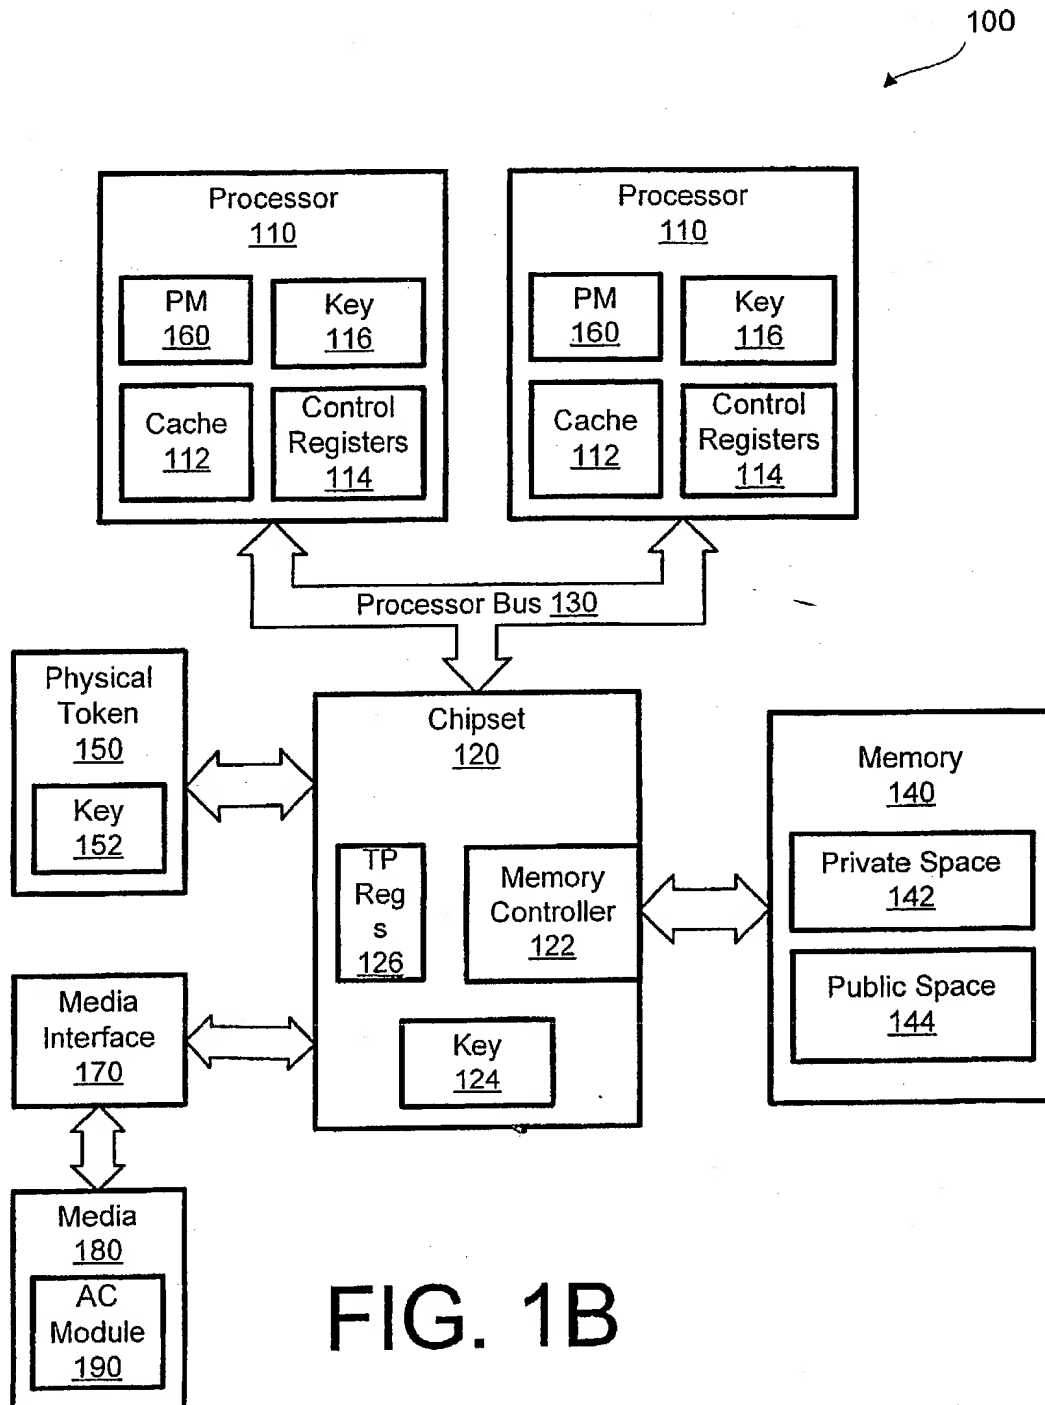 100
Processor
110
PM
160
Key
116
Cache
112
Control
Registers
114
Processor
110
PM
160
Key
116
Cache
112
Control
Registers
114
Processor Bus 130
Physical
Token
150
Key
152
Chipset
120
TP
Reg
s
126
Memory
Controller
122
Key
124
Memory
140
Private Space
142
Public Space
144
Media
Interface
170
Media
180
AC
Module
190
FIG. 1B